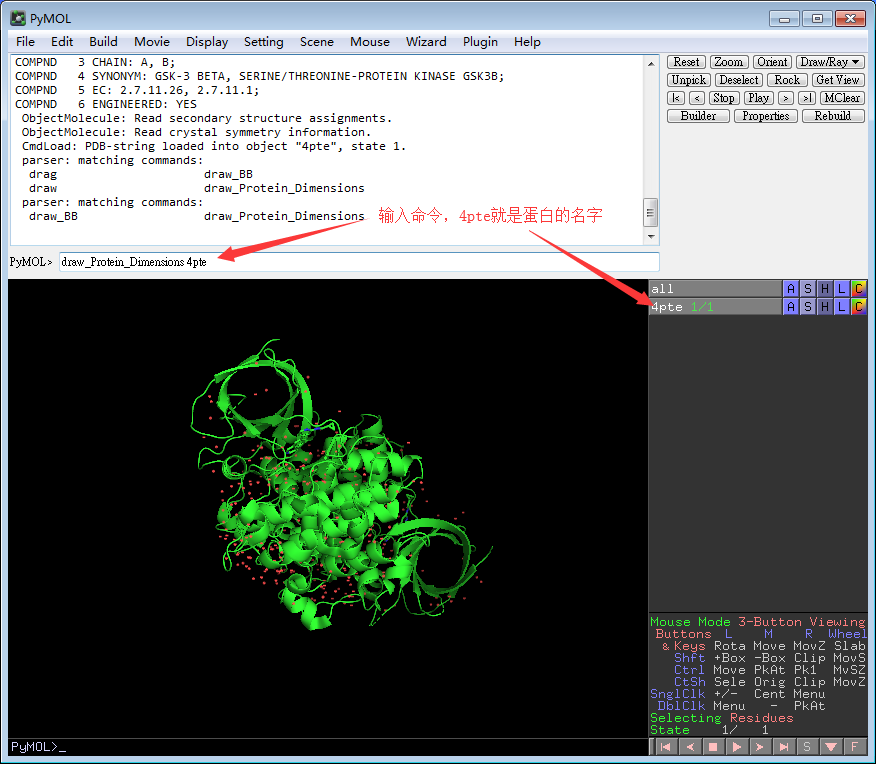 PyMOL
File Edit Build Movie Display Setting Scene Mouse Wizard Plugin Help
COMPND   3 CHAIN: A, B;
COMPND   4 SYNONYM: GSK-3 BETA, SERINE/THREONINE-PROTEIN KINASE GSK3B;
COMPND   5 EC: 2.7.11.26, 2.7.11.1;
COMPND   6 ENGINEERED: YES
ObjectMolecule: Read secondary structure assignments.
ObjectMolecule: Read crystal symmetry information.
CmdLoad: PDB-string loaded into object "4pte", state 1.
parser: matching commands:
drag draw_BB
draw draw_Protein_Dimensions
parser: matching commands:
draw_BB draw_Protein_Dimensions
输入命令，4pte就是蛋白的名字
PyMOL> draw_Protein_Dimensions 4pte
Reset Zoom Orient Draw/Ray
Unpick Deselect Rock Get View
|< < Stop Play > >| MClear
Builder Properties Rebuild
all A S H L C
4pte 1/1 A S H L C
Mouse Mode 3-Button Viewing
Buttons L M R Wheel
& Keys Rota Move MovZ Slab
Shft +Box -Box Clip MovS
Ctrl Move PkAt Pk1 MvSZ
CtSh Sele Orig Clip MovZ
SnglClk +/- Cent Menu
DblClk Menu - PkAt
Selecting Residues
State 1/ 1
PyMOL>_
S F